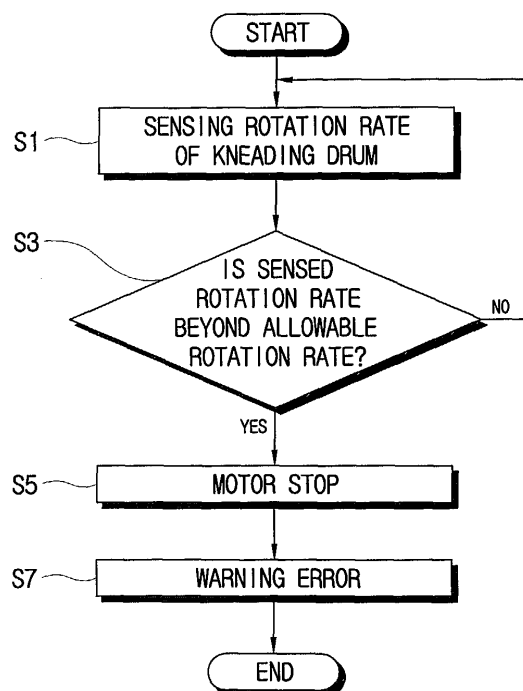 START
S1
SENSING ROTATION RATE
OF KNEADING DRUM
S3
IS SENSED
ROTATION RATE
BEYOND ALLOWABLE
ROTATION RATE?
NO
YES
S5
MOTOR STOP
S7
WARNING ERROR
END